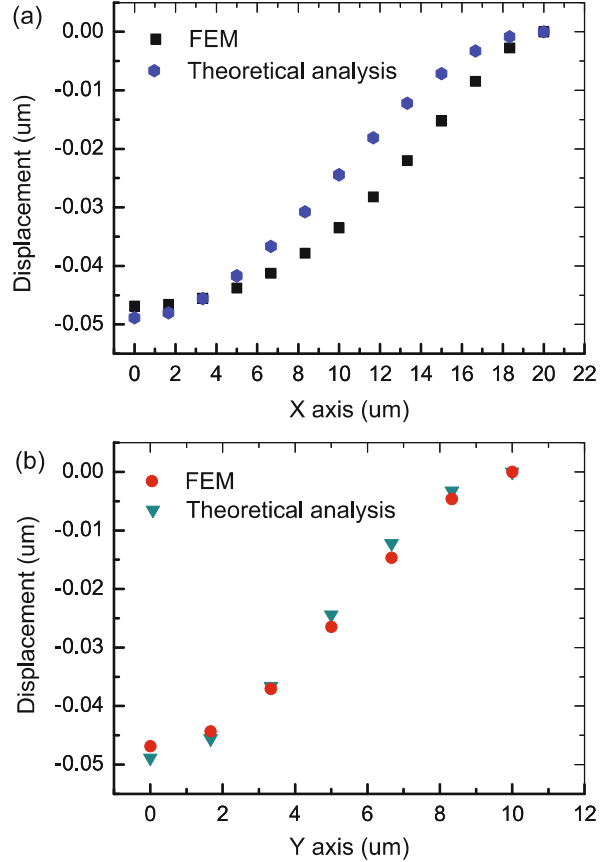 (a)
0.00
-0.01
-0.02
-0.03
-0.04
-0.05
Displacement (um)
FEM
Theoretical analysis
0 2 4 6 8 10 12 14 16 18 20 22
X axis (um)
(b)
0.00
-0.01
-0.02
-0.03
-0.04
-0.05
Displacement (um)
FEM
Theoretical analysis
0 2 4 6 8 10 12
Y axis (um)